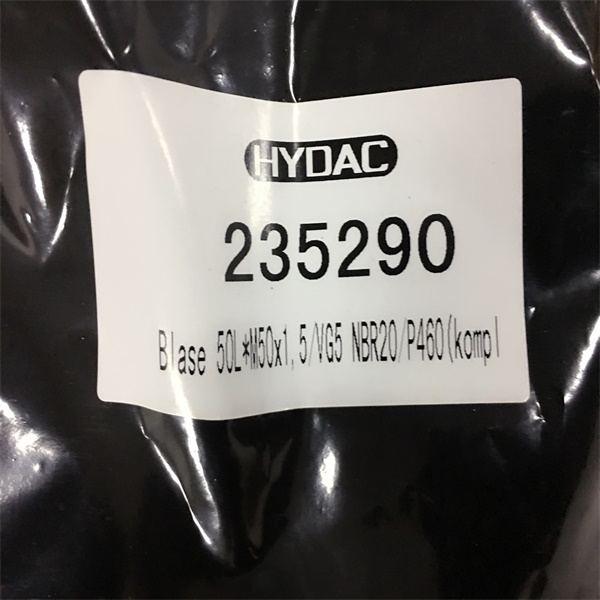 HYDAC
235290
Blase 50L*M50x1,5/VG5 NBR20/P460(kompl